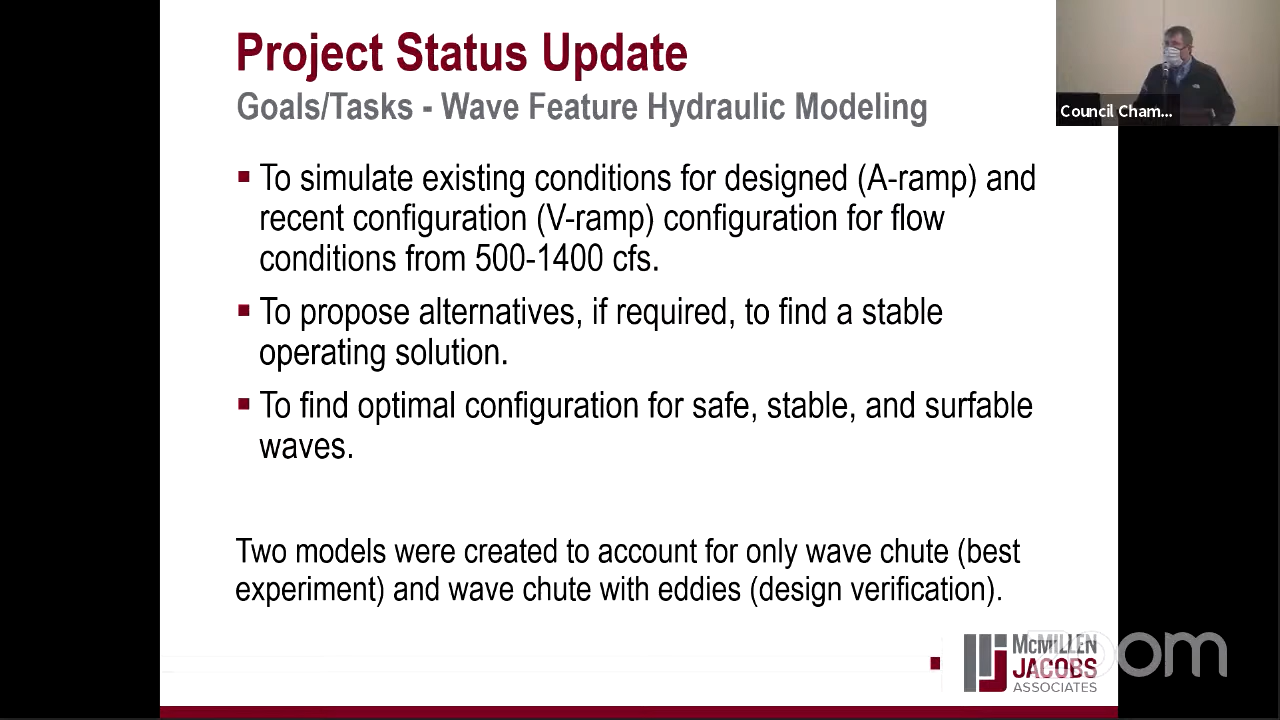 Project Status Update
Goals/Tasks - Wave Feature Hydraulic Modeling
Council Cham...
▪ To simulate existing conditions for designed (A-ramp) and
recent configuration (V-ramp) configuration for flow
conditions from 500-1400 cfs.
▪ To propose alternatives, if required, to find a stable
operating solution.
▪ To find optimal configuration for safe, stable, and surfable
waves.
Two models were created to account for only wave chute (best
experiment) and wave chute with eddies (design verification).
McMILLEN
JACOBS
ASSOCIATES
zoom